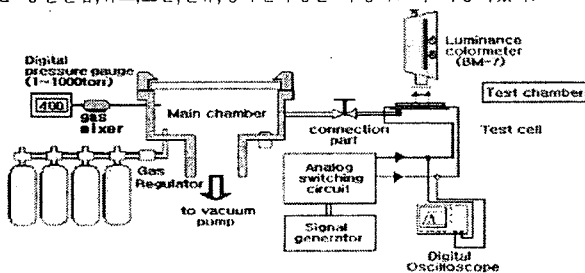 Digital
pressure gauge
(1~1000torr)
400
gas
mixer
Main chamber
Gas
Regulator
to vacuum
pump
connection
part
Luminance
colormeter
(BM-7)
Test chamber
Test cell
Analog
switching
circuit
Signal
generator
Digital
Oscilloscope